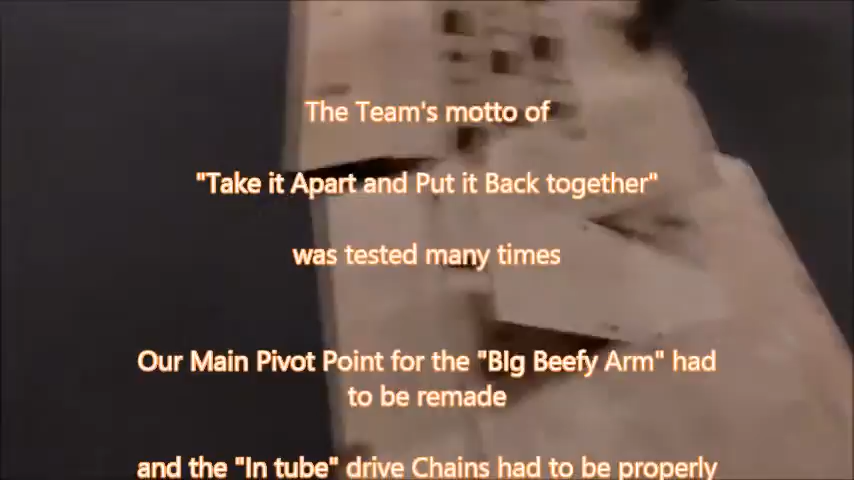 The Team's motto of
"Take it Apart and Put it Back together"
was tested many times
Our Main Pivot Point for the "BIg Beefy Arm" had
to be remade
and the "In tube" drive Chains had to be properly